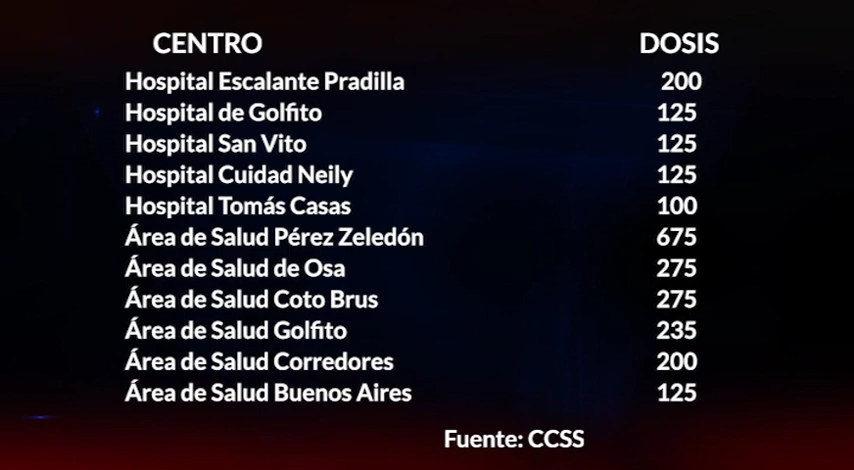 CENTRO DOSIS
Hospital Escalante Pradilla 200
Hospital de Golfito 125
Hospital San Vito 125
Hospital Cuidad Neily 125
Hospital Tomás Casas 100
Área de Salud Pérez Zeledón 675
Área de Salud de Osa 275
Área de Salud Coto Brus 275
Área de Salud Golfito 235
Área de Salud Corredores 200
Área de Salud Buenos Aires 125
Fuente: CCSS